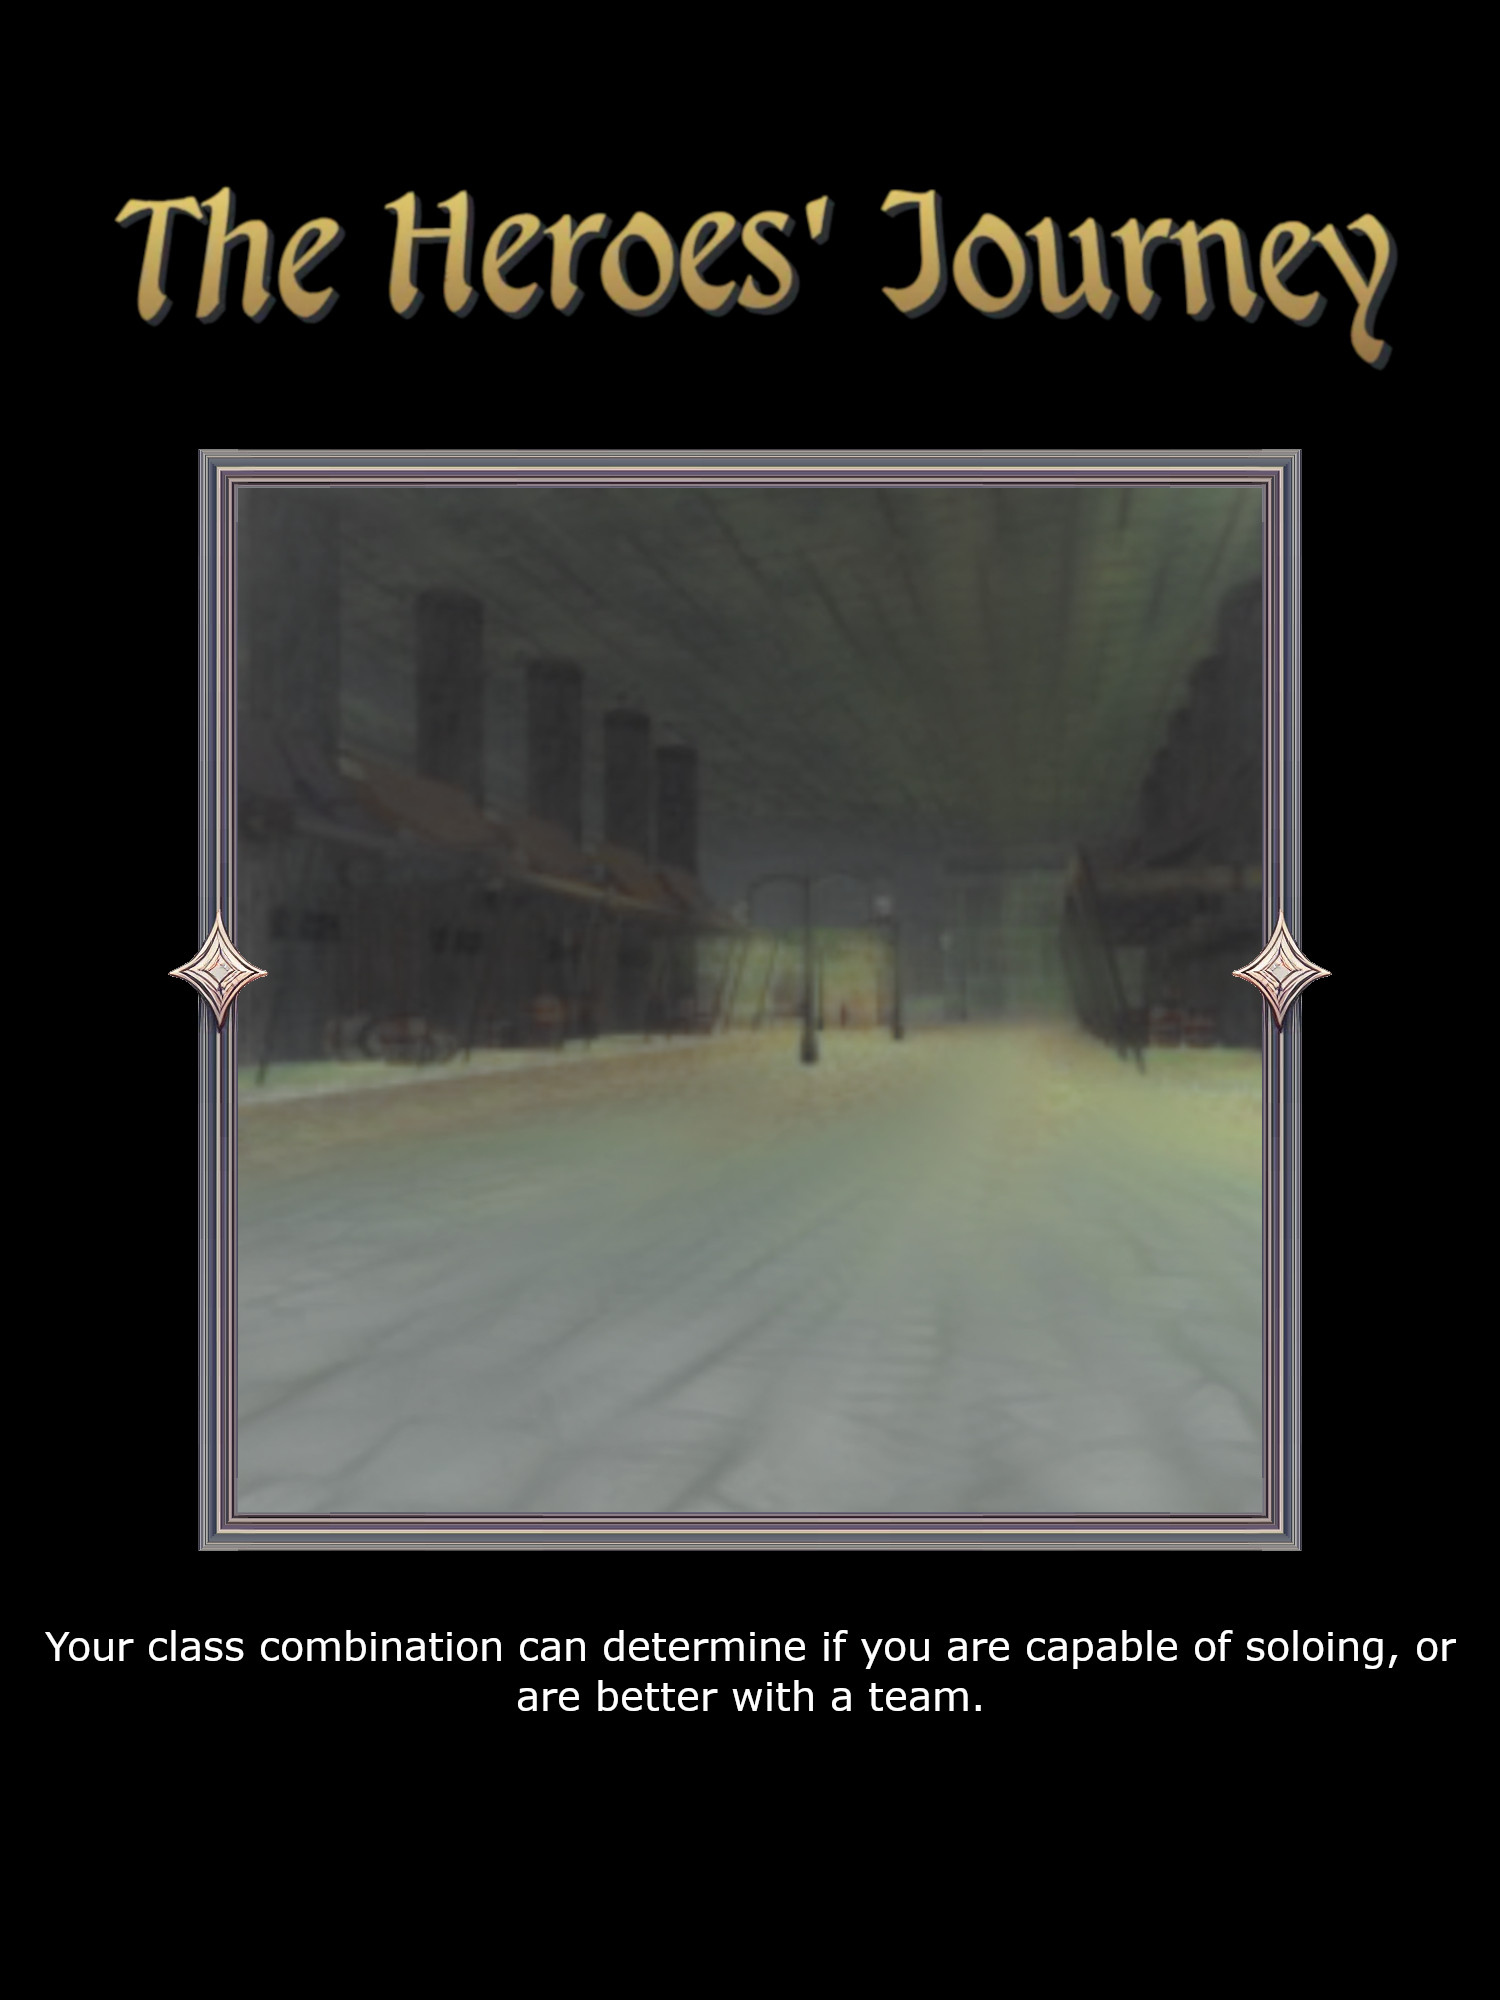 The Heroes' Journey
Your class combination can determine if you are capable of soloing, or
are better with a team.